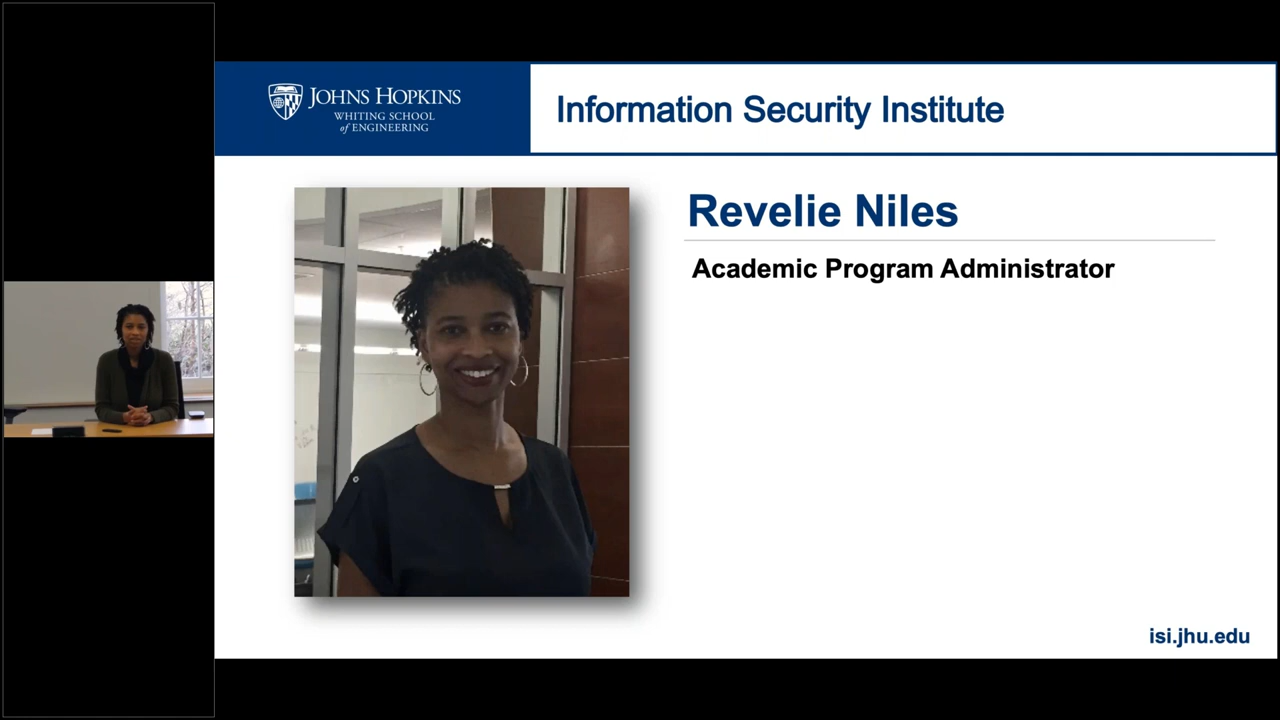 JOHNS HOPKINS
WHITING SCHOOL
of ENGINEERING
Information Security Institute
Revelie Niles
Academic Program Administrator
isi.jhu.edu